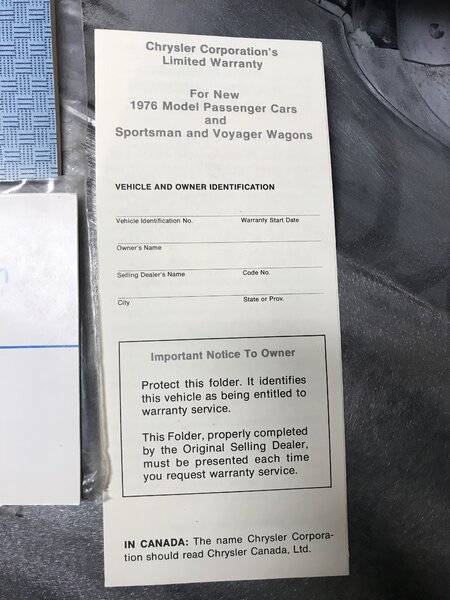 Chrysler Corporation's
Limited Warranty
For New
1976 Model Passenger Cars
and
Sportsman and Voyager Wagons
VEHICLE AND OWNER IDENTIFICATION
Vehicle Identification No. Warranty Start Date
Owner's Name
Selling Dealer's Name Code No.
City State or Prov.
Important Notice To Owner
Protect this folder. It identifies
this vehicle as being entitled to
warranty service.
This Folder, properly completed
by the Original Selling Dealer,
must be presented each time
you request warranty service.
IN CANADA: The name Chrysler Corpora-
tion should read Chrysler Canada, Ltd.